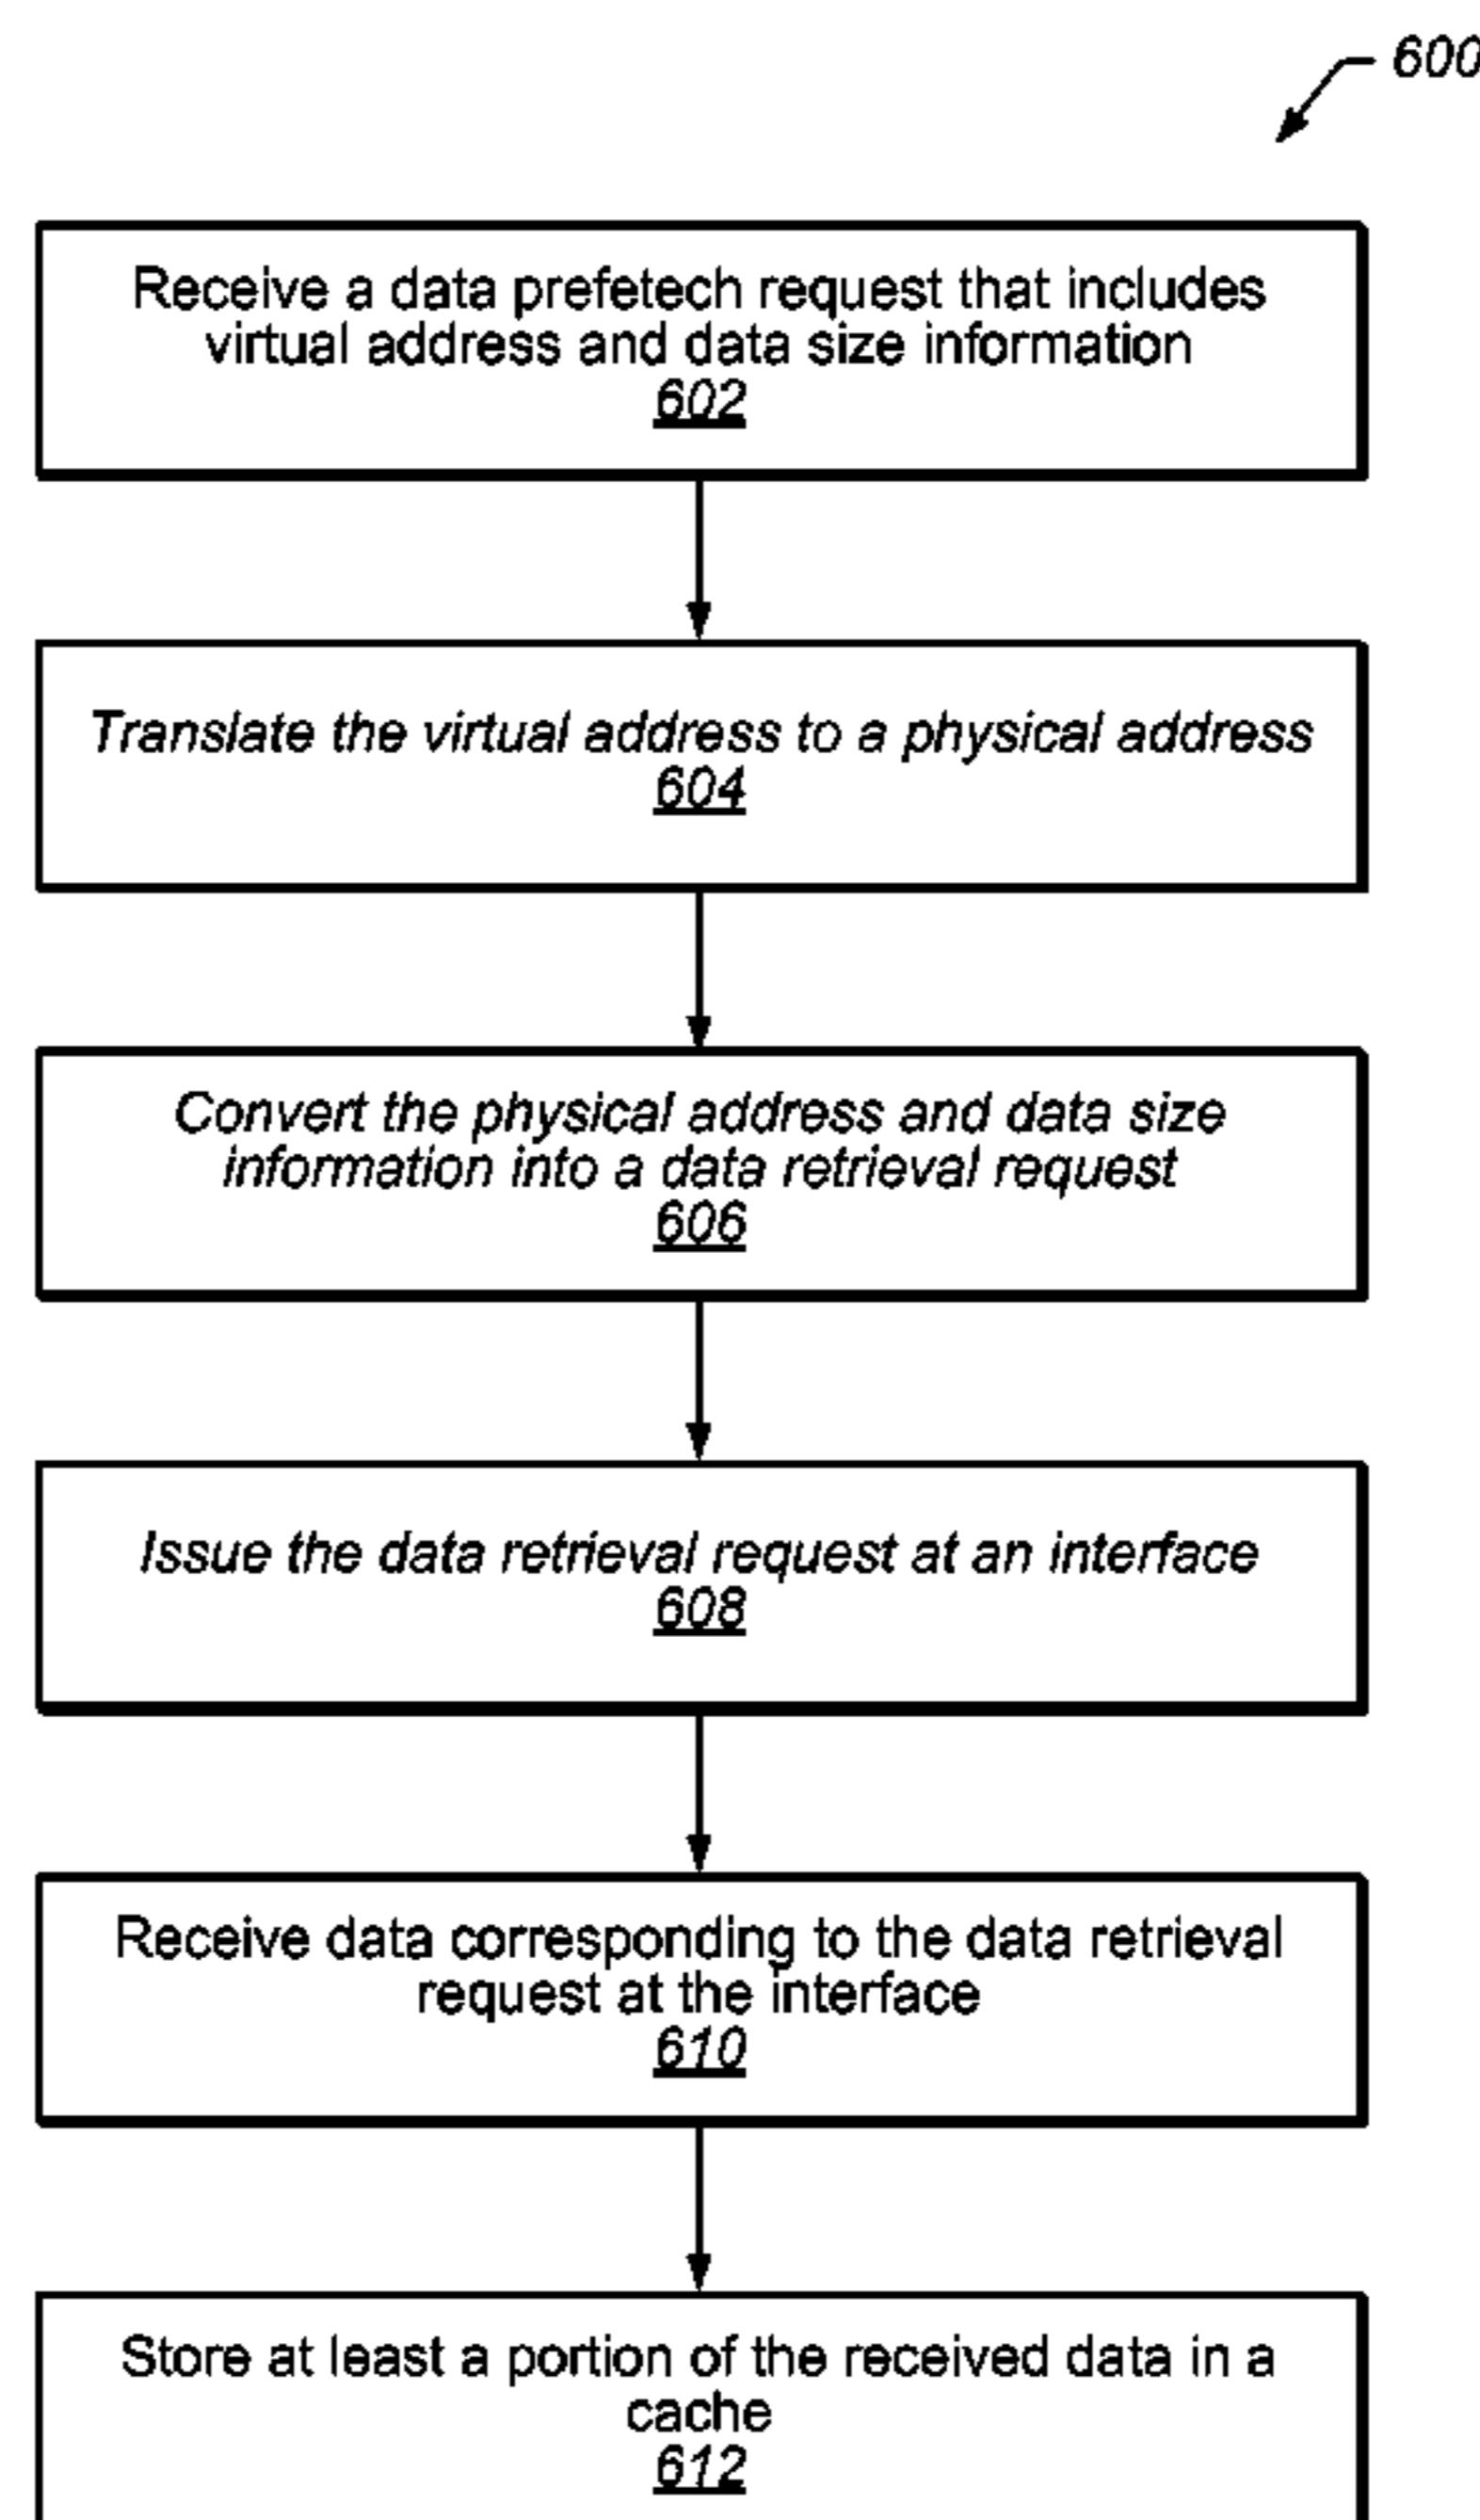 600
Receive a data prefetech request that includes
virtual address and data size information
602
Translate the virtual address to a physical address
604
Convert the physical address and data size
information into a data retrieval request
606
Issue the data retrieval request at an interface
608
Receive data corresponding to the data retrieval
request at the interface
610
Store at least a portion of the received data in a
cache
612